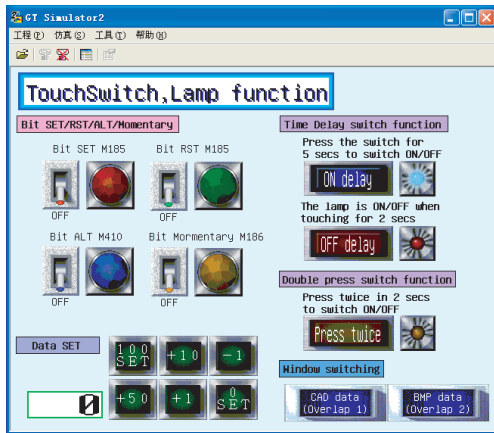 GT Simulator2
工程(P) 仿真(S) 工具(T) 帮助(H)
TouchSwitch,Lamp function
Bit SET/RST/ALT/Momentary
Bit SET M185
Bit RST M185
OFF
OFF
Bit ALT M410
Bit Mormentary M186
OFF
OFF
Data SET
100
SET
+10
-1
0
+50
+1
0
SET
Time Delay switch function
Press the switch for
5 secs to switch ON/OFF
ON delay
The lamp is ON/OFF when
touching for 2 secs
OFF delay
Double press switch function
Press twice in 2 secs
to switch ON/OFF
Press twice
Window switching
CAD data
(Overlap 1)
BMP data
(Overlap 2)